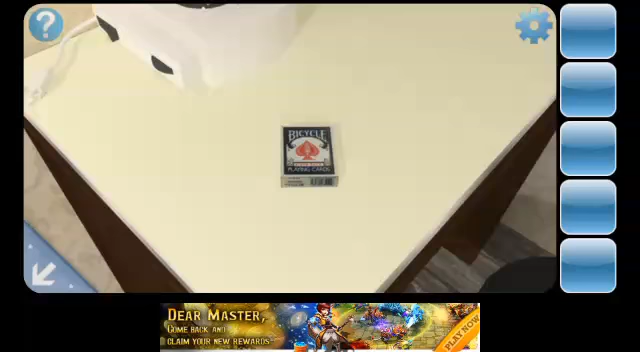 ?
BICYCLE
PLAYING CARDS
DEAR MASTER,
COME BACK AND
CLAIM YOUR NEW REWARDS
PLAY NOW